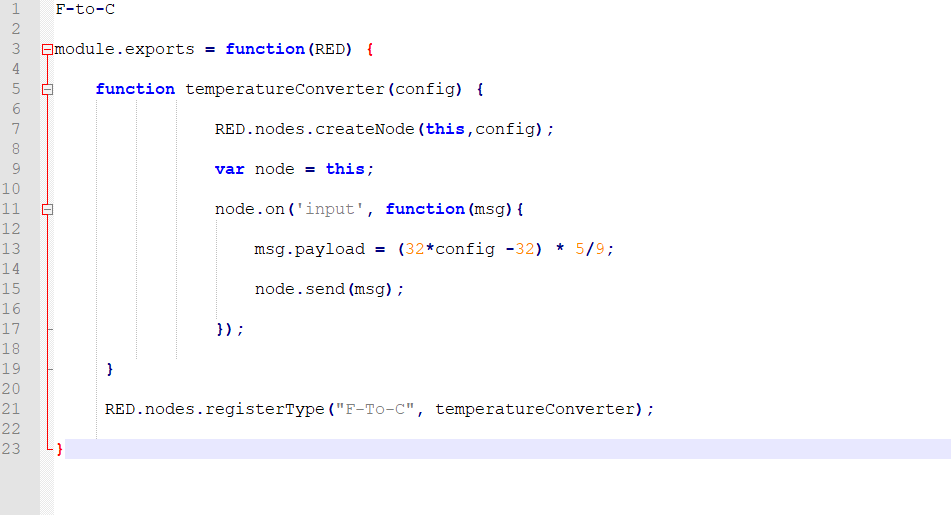 1 F-to-C
2
3 module.exports = function(RED) {
4
5 function temperatureConverter(config) {
6
7 RED.nodes.createNode(this,config);
8
9 var node = this;
10
11 node.on('input', function(msg){
12
13 msg.payload = (32*config -32) * 5/9;
14
15 node.send(msg);
16
17 });
18
19 }
20
21 RED.nodes.registerType("F-To-C", temperatureConverter);
22
23 }